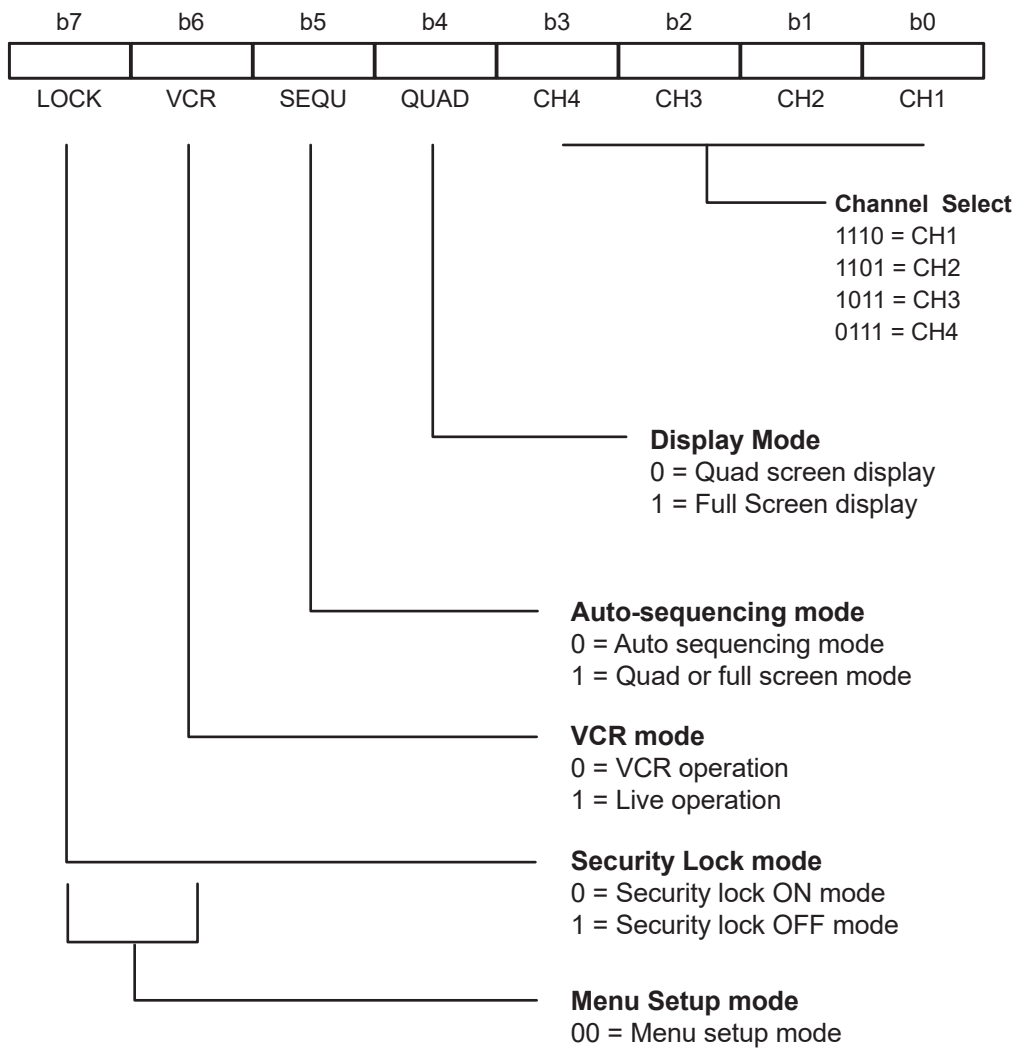 b7 b6 b5 b4 b3 b2 b1 b0
LOCK VCR SEQU QUAD CH4 CH3 CH2 CH1
Channel Select
1110 = CH1
1101 = CH2
1011 = CH3
0111 = CH4
Display Mode
0 = Quad screen display
1 = Full Screen display
Auto-sequencing mode
0 = Auto sequencing mode
1 = Quad or full screen mode
VCR mode
0 = VCR operation
1 = Live operation
Security Lock mode
0 = Security lock ON mode
1 = Security lock OFF mode
Menu Setup mode
00 = Menu setup mode